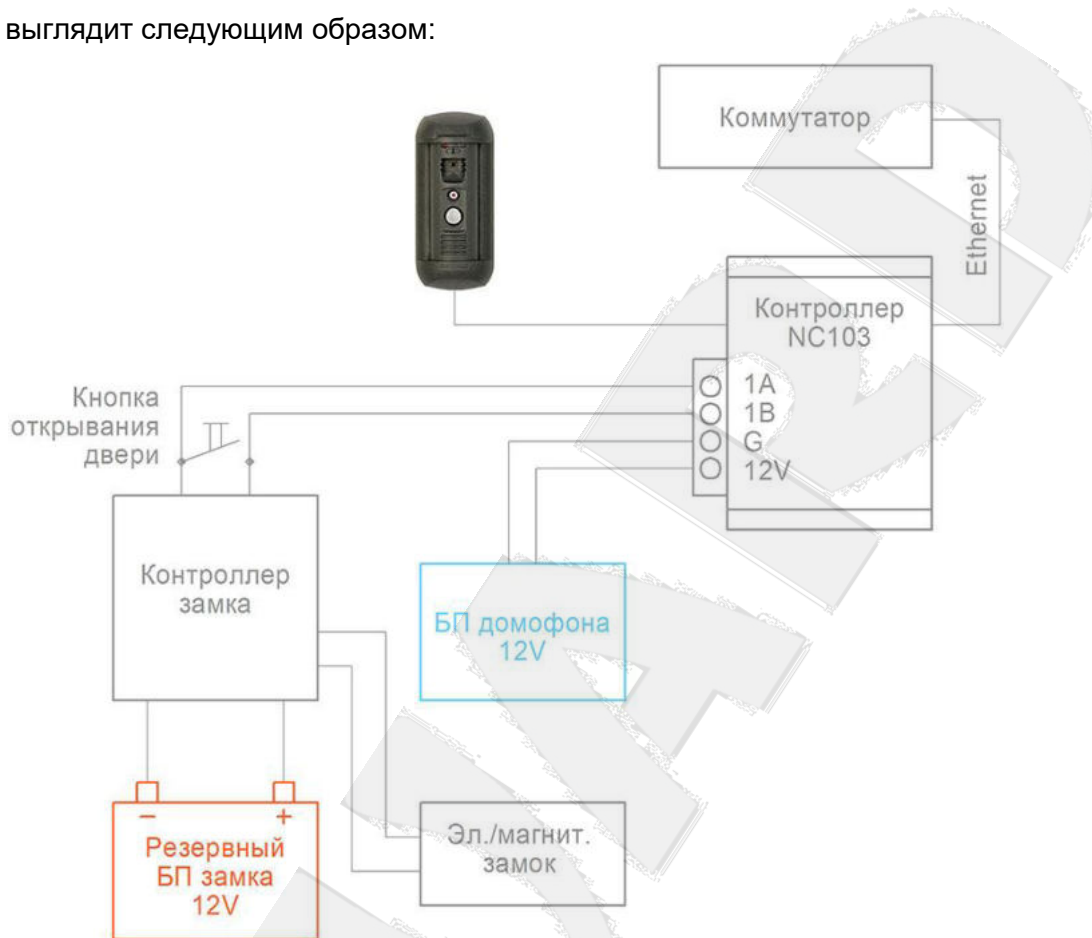 выглядит следующим образом:
Коммутатор
Ethernet
Контроллер
NC103
1A
1B
G
12V
Кнопка
открывания
двери
Контроллер
замка
БП домофона
12V
Эл./магнит.
замок
– +
Резервный
БП замка
12V